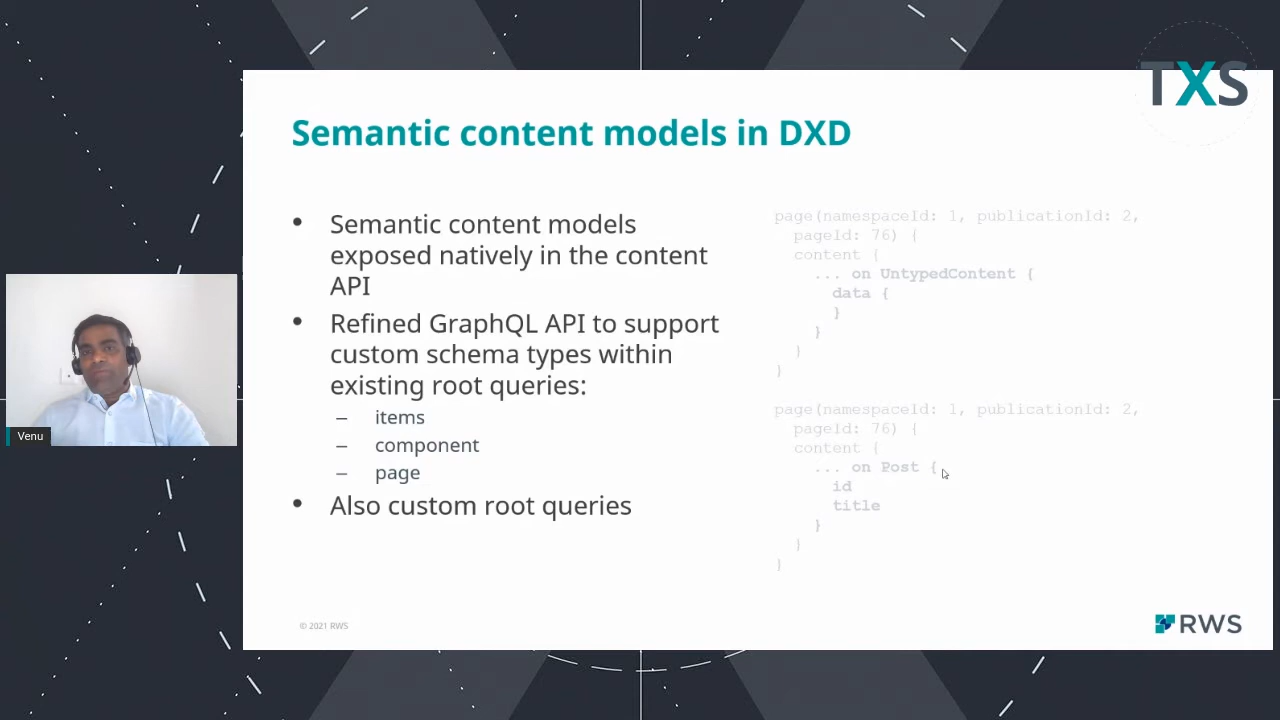 TXS
Semantic content models in DXD
• Semantic content models
exposed natively in the content
API
• Refined GraphQL API to support
custom schema types within
existing root queries:
– items
– component
– page
• Also custom root queries
page(namespaceId: 1, publicationId: 2,
pageId: 76) {
content {
... on UntypedContent {
data {
}
}
}
}
page(namespaceId: 1, publicationId: 2,
pageId: 76) {
content {
... on Post {
id
title
}
}
}
Venu
© 2021 RWS
RWS